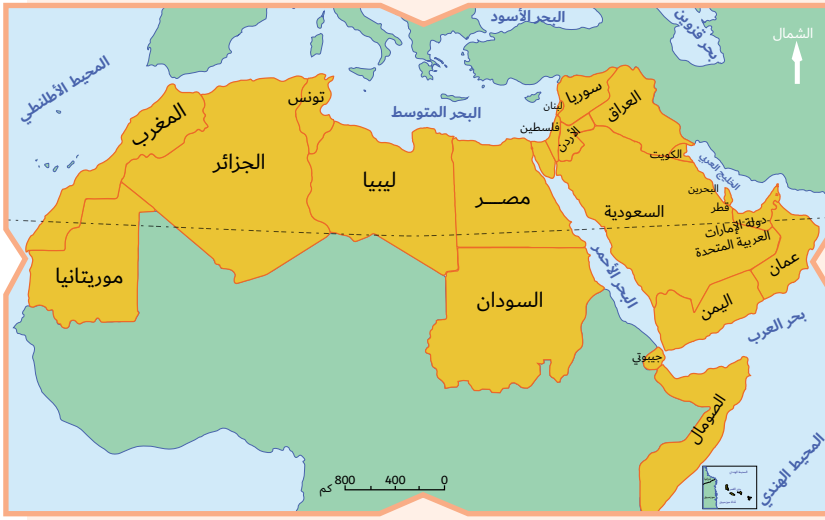 البحر الأسود
بحر قزوين
الشمال
المحيط الأطلنطي
البحر المتوسط
تونس
المغرب
الجزائر
ليبيا
مصــر
لبنان
سوريا
العراق
فلسطين
الأردن
الكويت
الخليج العربي
البحرين
قطر
السعودية
دولة الإمارات
العربية المتحدة
عمان
البحر الأحمر
موريتانيا
السودان
اليمن
بحر العرب
جيبوتي
الصومال
المحيط الهندي
800 400 0
كم